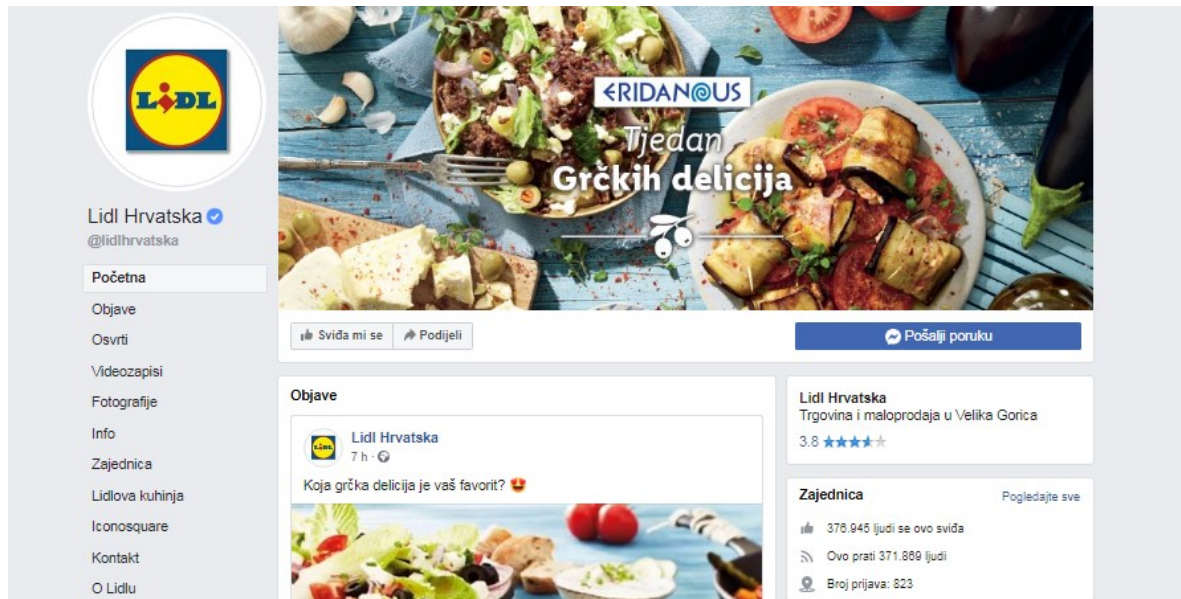 LIDL
Lidl Hrvatska
@lidlhrvatska
Početna
Objave
Osvrti
Videozapisi
Fotografije
Info
Zajednica
Lidlova kuhinja
Iconosquare
Kontakt
O Lidlu
ERIDANOUS
Tjedan
Grčkih delicija
Sviđa mi se
Podijeli
Pošalji poruku
Objave
LIDL
Lidl Hrvatska
7 h
Koja grčka delicija je vaš favorit?
Lidl Hrvatska
Trgovina i maloprodaja u Velika Gorica
3.8
Zajednica
Pogledajte sve
376.945 ljudi se ovo sviđa
Ovo prati 371.869 ljudi
Broj prijava: 823